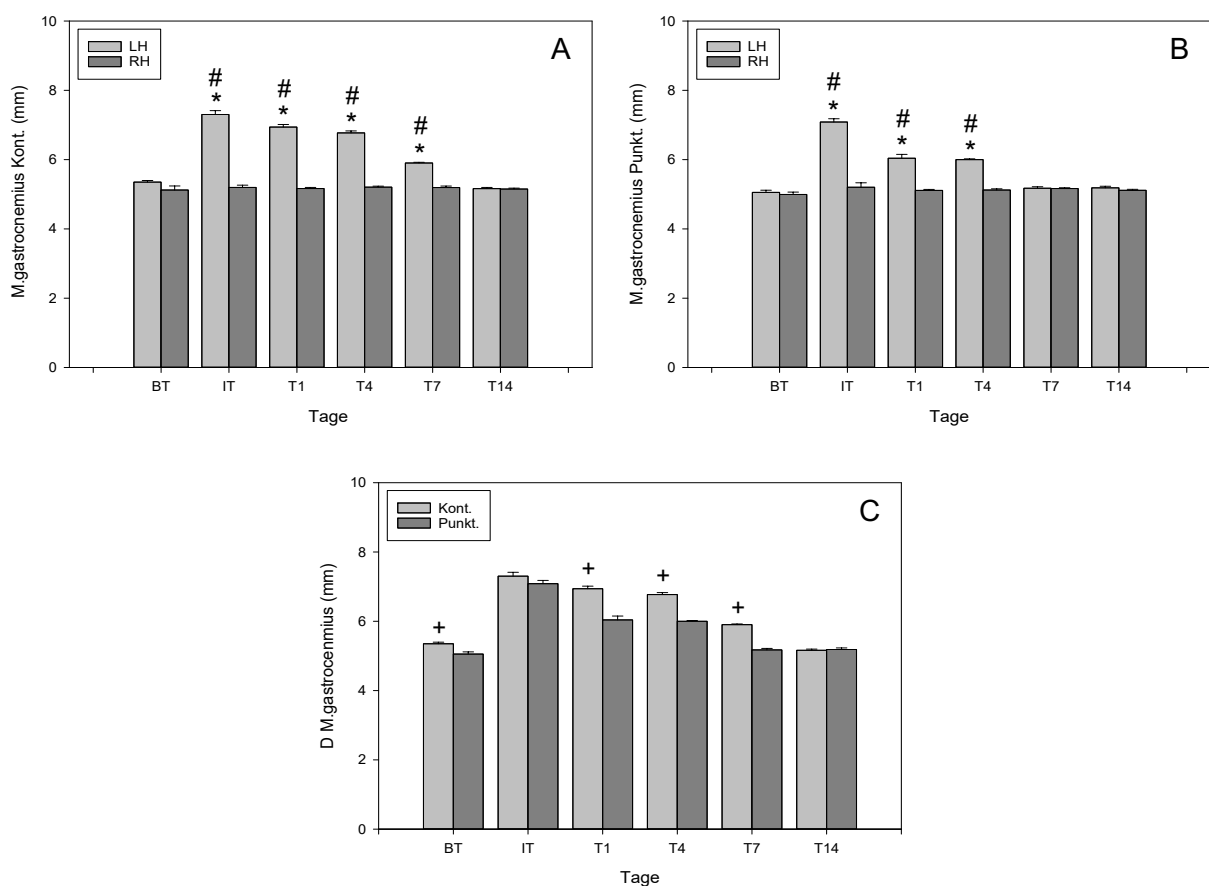 A
LH
RH
M.gastrocnemius Kont. (mm)
10
8
6
4
2
0
# # # #
* * * *
BT IT T1 T4 T7 T14
Tage
B
LH
RH
M.gastrocnemius Punkt. (mm)
10
8
6
4
2
0
# # #
* * *
BT IT T1 T4 T7 T14
Tage
C
Kont.
Punkt.
D M.gastrocenmius (mm)
10
8
6
4
2
0
+ + + +
BT IT T1 T4 T7 T14
Tage